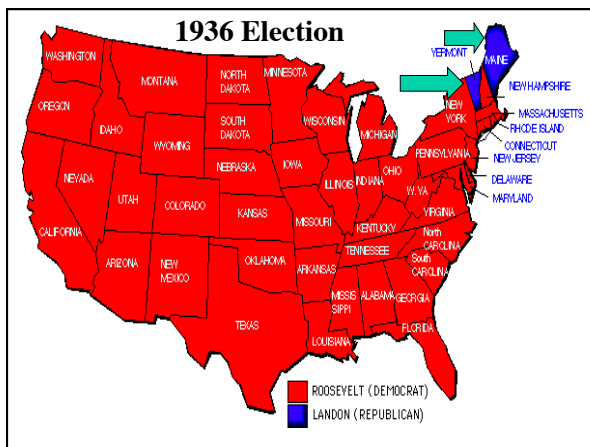 1936 Election
WASHINGTON
MONTANA
NORTH
DAKOTA
MINNESOTA
VERMONT
MAINE
OREGON
IDAHO
WYOMING
SOUTH
DAKOTA
WISCONSIN
MICHIGAN
NEW
YORK
NEW HAMPSHIRE
MASSACHUSETTS
RHODE ISLAND
CONNECTICUT
NEW JERSEY
DELAWARE
MARYLAND
PENNSYLVANIA
NEVADA
UTAH
COLORADO
NEBRASKA
IOWA
ILLINOIS
INDIANA
OHIO
W. VA
VIRGINIA
CALIFORNIA
KANSAS
MISSOURI
KENTUCKY
North
CARCLINA
TENNESSEE
South
CARCLINA
ARIZONA
NEW
MEXICO
OKLAHOMA
ARKANSAS
MISSIS
SIPPI
ALABAMA
GEORGIA
TEXAS
LOUISIANA
FLORIDA
ROOSEVELT (DEMOCRAT)
LANDON (REPUBLICAN)